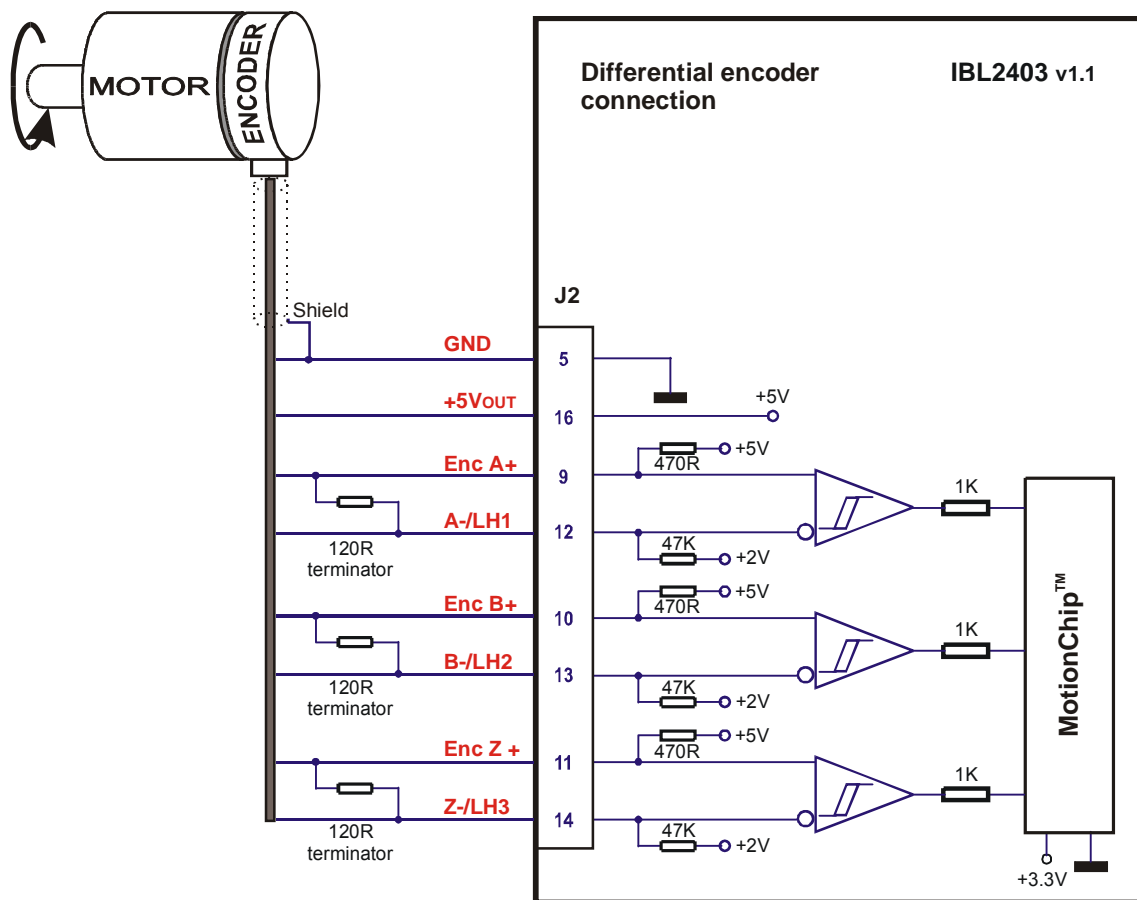 MOTOR
ENCODER
Differential encoder
connection
IBL2403 v1.1
J2
Shield
GND
5
+5VOUT
16
+5V
Enc A+
9
470R
+5V
1K
A-/LH1
12
47K
+2V
120R
terminator
Enc B+
10
470R
+5V
1K
B-/LH2
13
47K
+2V
120R
terminator
Enc Z +
11
470R
+5V
1K
Z-/LH3
14
47K
+2V
120R
terminator
MotionChip™
+3.3V